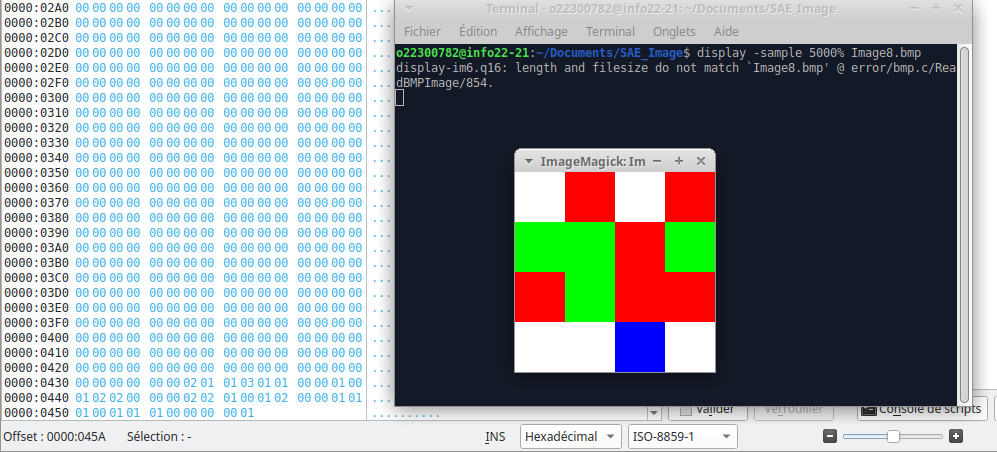 Terminal - o22300782@info22-21: ~/Documents/SAE_Image
Fichier Édition Affichage Terminal Onglets Aide
o22300782@info22-21:~/Documents/SAE_Image$ display -sample 5000% Image8.bmp
display-im6.q16: length and filesize do not match `Image8.bmp' @ error/bmp.c/Rea
dBMPImage/854.
ImageMagick: Im
0000:02A0 00 00 00 00 00 00 00 00 00 00 00 00 00 00 00 00 ...
0000:02B0 00 00 00 00 00 00 00 00 00 00 00 00 00 00 00 00 ...
0000:02C0 00 00 00 00 00 00 00 00 00 00 00 00 00 00 00 00 ...
0000:02D0 00 00 00 00 00 00 00 00 00 00 00 00 00 00 00 00 ...
0000:02E0 00 00 00 00 00 00 00 00 00 00 00 00 00 00 00 00 ...
0000:02F0 00 00 00 00 00 00 00 00 00 00 00 00 00 00 00 00 ...
0000:0300 00 00 00 00 00 00 00 00 00 00 00 00 00 00 00 00 ...
0000:0310 00 00 00 00 00 00 00 00 00 00 00 00 00 00 00 00 ...
0000:0320 00 00 00 00 00 00 00 00 00 00 00 00 00 00 00 00 ...
0000:0330 00 00 00 00 00 00 00 00 00 00 00 00 00 00 00 00 ...
0000:0340 00 00 00 00 00 00 00 00 00 00 00 00 00 00 00 00 ...
0000:0350 00 00 00 00 00 00 00 00 00 00 00 00 00 00 00 00 ...
0000:0360 00 00 00 00 00 00 00 00 00 00 00 00 00 00 00 00 ...
0000:0370 00 00 00 00 00 00 00 00 00 00 00 00 00 00 00 00 ...
0000:0380 00 00 00 00 00 00 00 00 00 00 00 00 00 00 00 00 ...
0000:0390 00 00 00 00 00 00 00 00 00 00 00 00 00 00 00 00 ...
0000:03A0 00 00 00 00 00 00 00 00 00 00 00 00 00 00 00 00 ...
0000:03B0 00 00 00 00 00 00 00 00 00 00 00 00 00 00 00 00 ...
0000:03C0 00 00 00 00 00 00 00 00 00 00 00 00 00 00 00 00 ...
0000:03D0 00 00 00 00 00 00 00 00 00 00 00 00 00 00 00 00 ...
0000:03E0 00 00 00 00 00 00 00 00 00 00 00 00 00 00 00 00 ...
0000:03F0 00 00 00 00 00 00 00 00 00 00 00 00 00 00 00 00 ...
0000:0400 00 00 00 00 00 00 00 00 00 00 00 00 00 00 00 00 ...
0000:0410 00 00 00 00 00 00 00 00 00 00 00 00 00 00 00 00 ...
0000:0420 00 00 00 00 00 00 00 00 00 00 00 00 00 00 00 00 ...
0000:0430 00 00 00 00 00 00 02 01 01 03 01 01 00 00 01 00 ...
0000:0440 01 02 02 00 00 00 02 02 01 00 01 02 00 00 01 01 ...
0000:0450 01 00 01 01 01 00 00 00 00 01 ..........
Valider Verrouiller Console de scripts
Offset : 0000:045A Sélection : - INS Hexadécimal ISO-8859-1